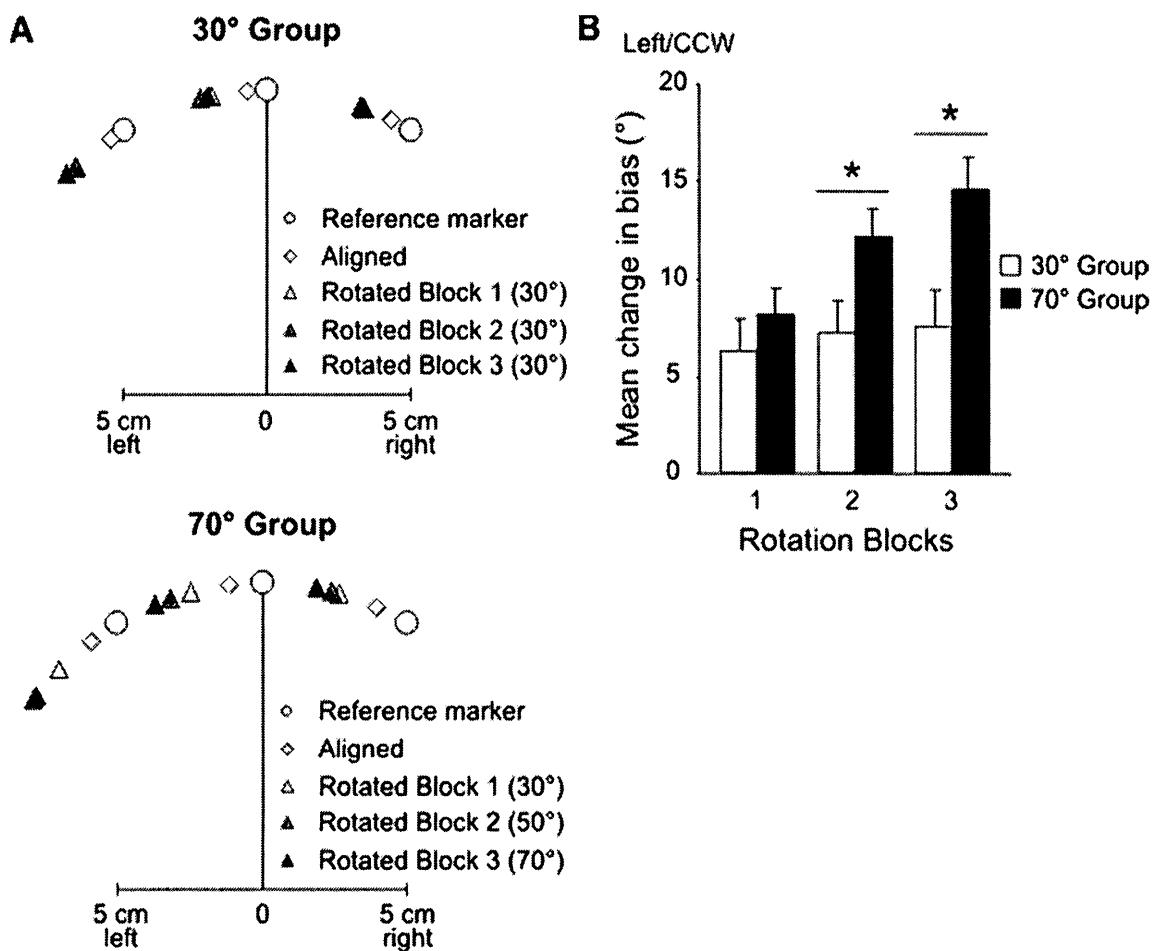 A
30° Group
Reference marker
Aligned
Rotated Block 1 (30°)
Rotated Block 2 (30°)
Rotated Block 3 (30°)
5 cm left
0
5 cm right
70° Group
Reference marker
Aligned
Rotated Block 1 (30°)
Rotated Block 2 (50°)
Rotated Block 3 (70°)
5 cm left
0
5 cm right
B
Left/CCW
Mean change in bias (°)
20
15
10
5
0
*
*
30° Group
70° Group
1 2 3
Rotation Blocks